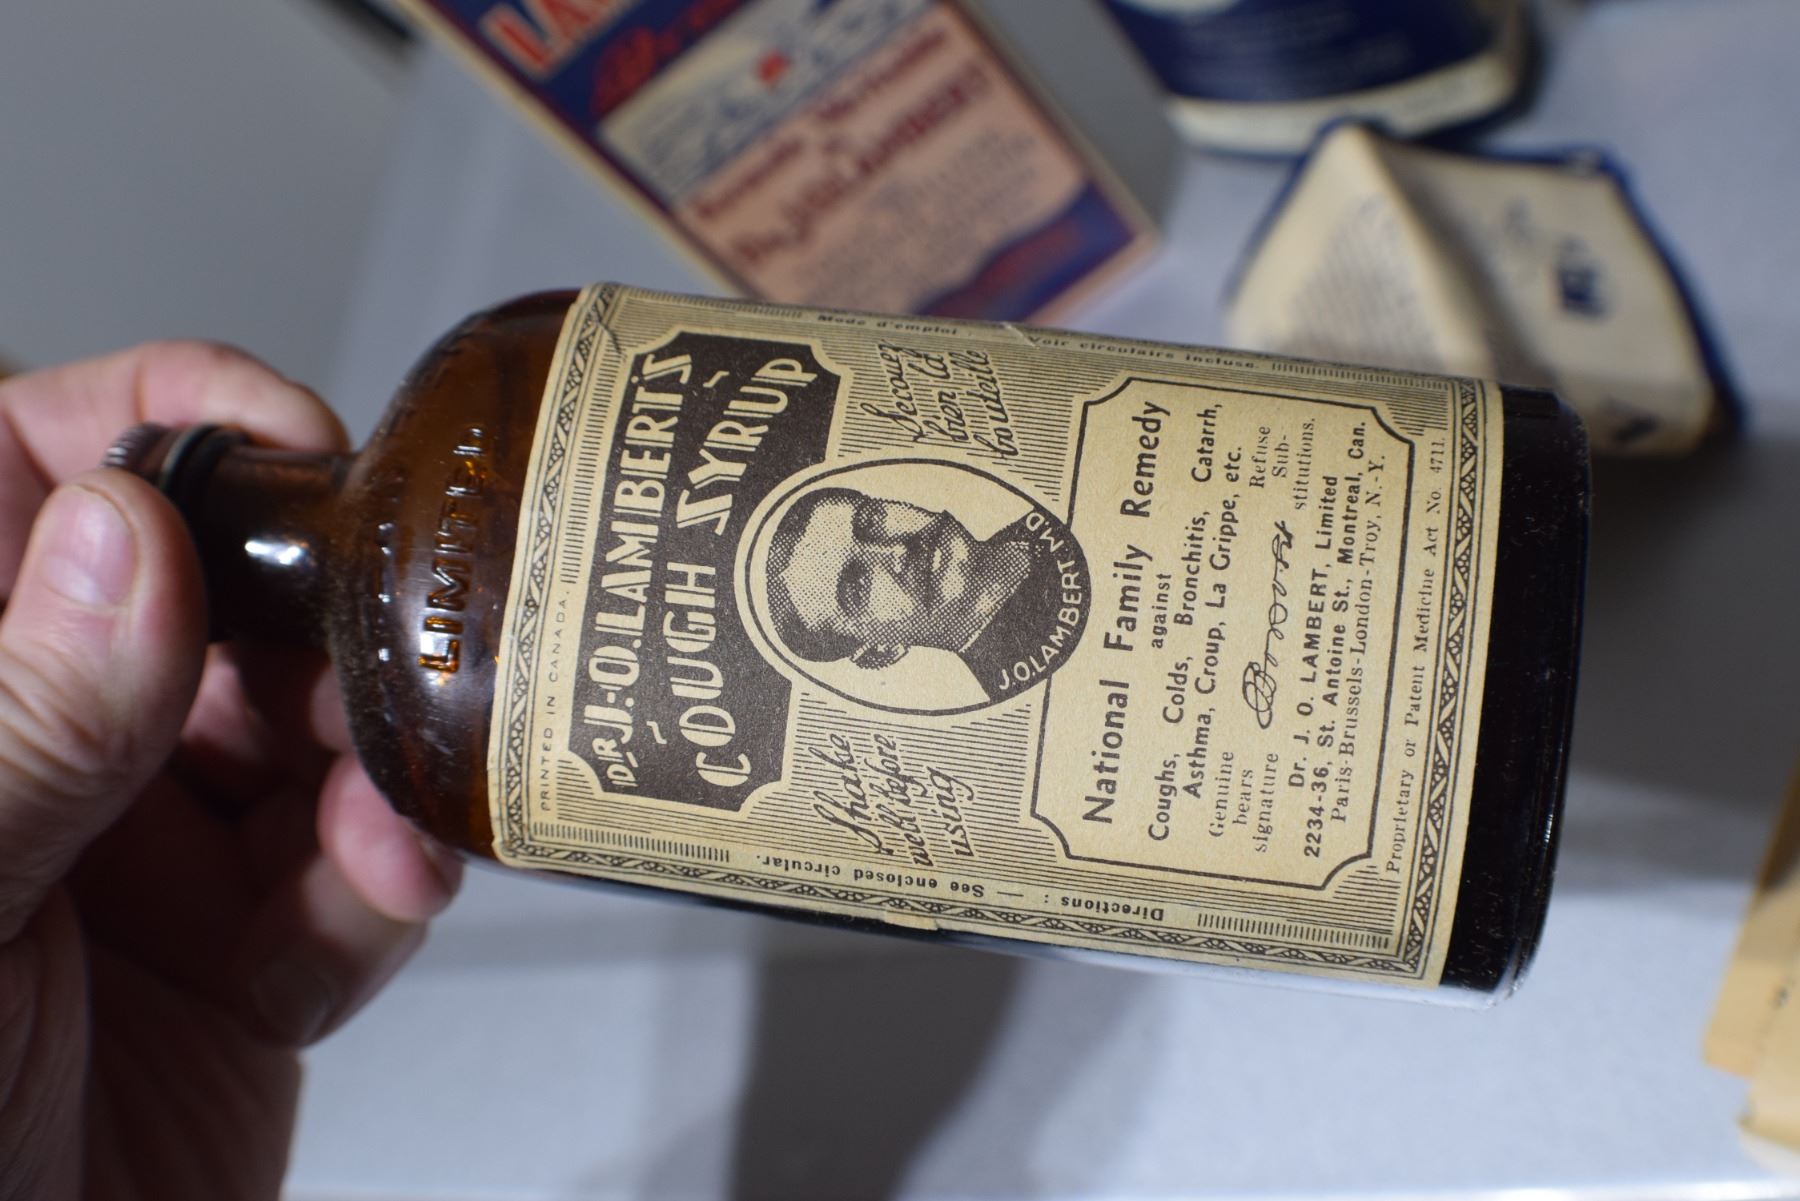 LIMITED
PRINTED IN CANADA.
DR J.O. LAMBERT'S
COUGH SYRUP
Shake
well before
using
Secouez
bien la
bouteille
J.O. LAMBERT M.D.
National Family Remedy
against
Coughs, Colds, Bronchitis, Catarrh,
Asthma, Croup, La Grippe, etc.
Genuine
bears
signature
Refuse
Sub-
stitutions.
Dr. J. O. LAMBERT, Limited
2234-36, St. Antoine St., Montreal, Can.
Paris-Brussels-London-Troy, N.-Y.
Proprietary or Patent Medicine Act No. 4711.
Mode d'emploi : Voir circulaire incluse.
Directions : — See enclosed circular.
Dr. J.O. LAMBERT